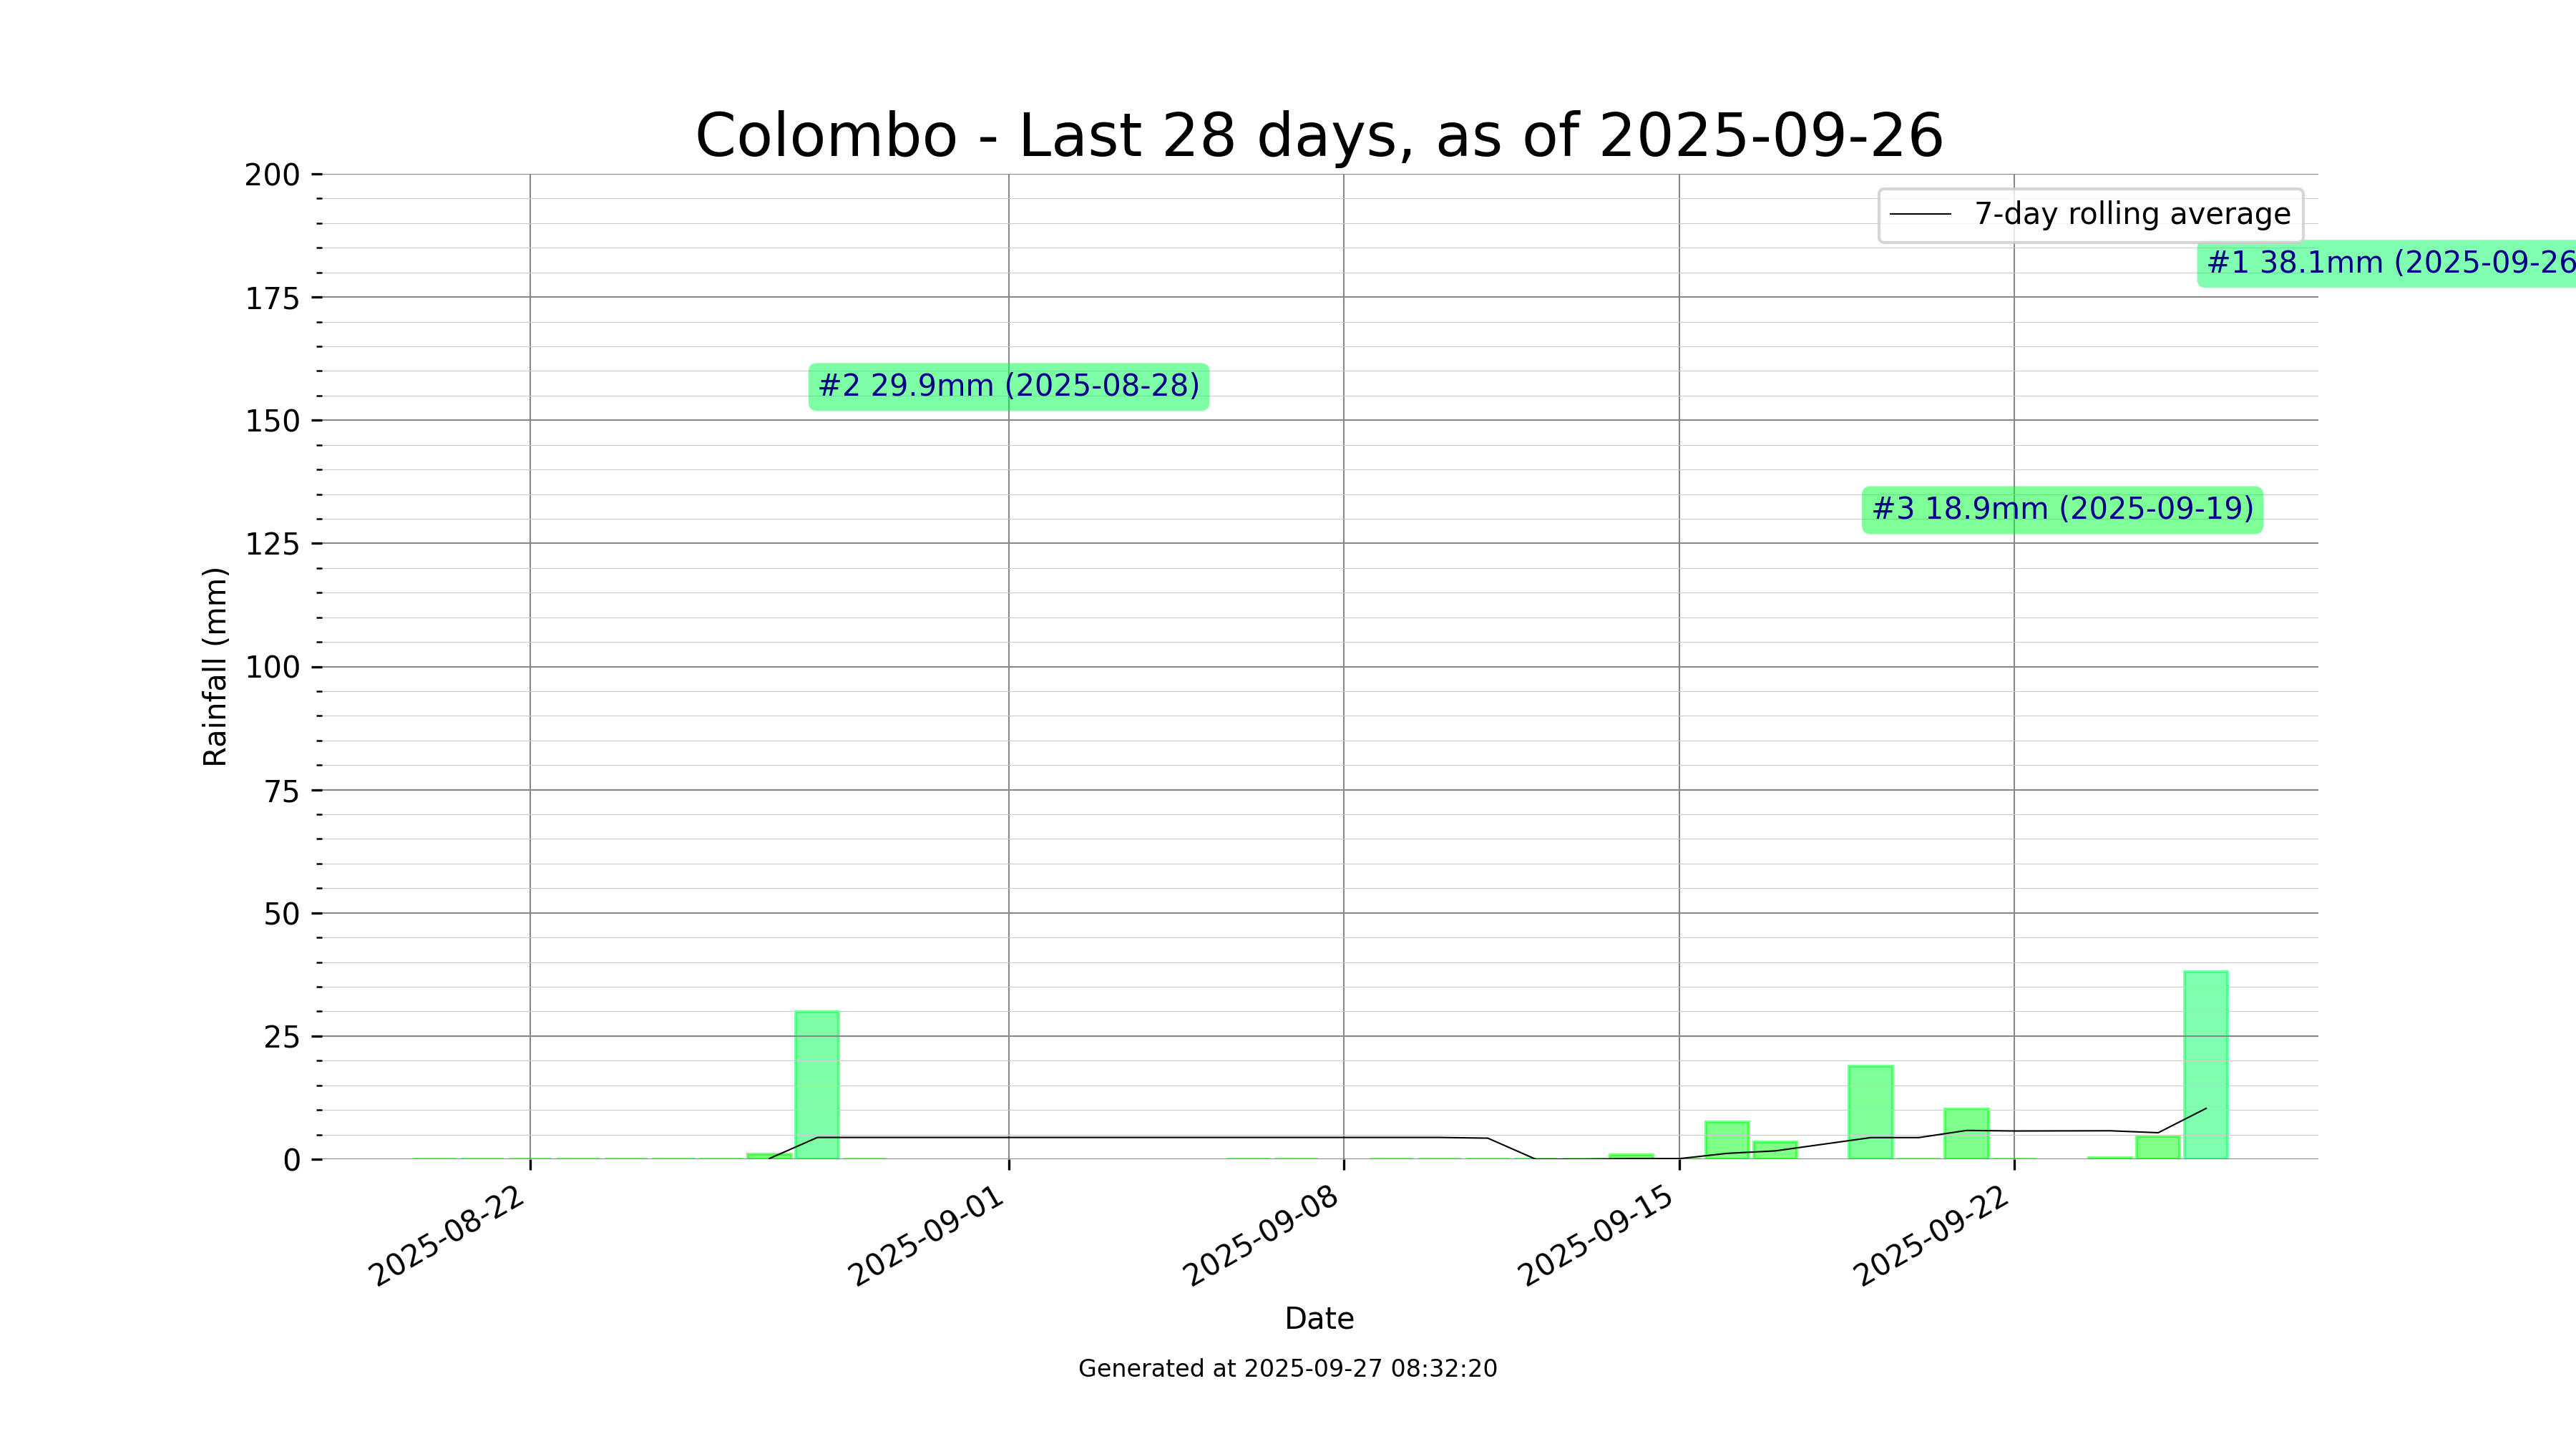 Colombo - Last 28 days, as of 2025-09-26
200
175
150
125
100
75
50
25
0
Rainfall (mm)
7-day rolling average
#1 38.1mm (2025-09-26
#2 29.9mm (2025-08-28)
#3 18.9mm (2025-09-19)
2025-08-22
2025-09-01
2025-09-08
2025-09-15
2025-09-22
Date
Generated at 2025-09-27 08:32:20